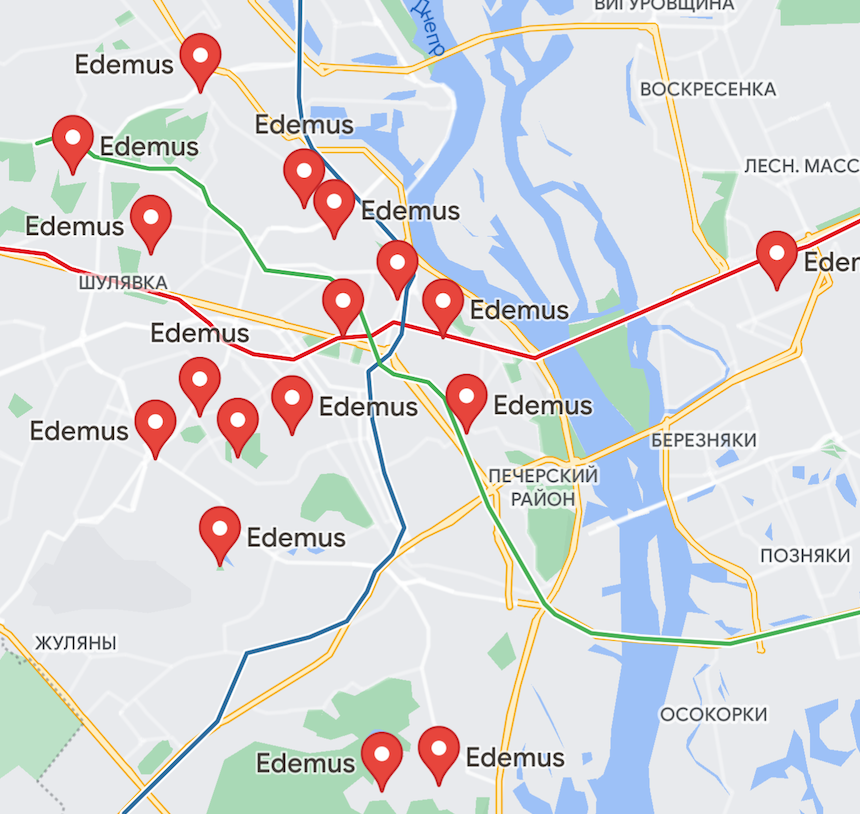 ВИГУРОВЩИНА
Днепр
Edemus
ВОСКРЕСЕНКА
Edemus
Edemus
ЛЕСН. МАСС
Edemus
Edemus
Eder
ШУЛЯВКА
Edemus
Edemus
Edemus
Edemus
Edemus
БЕРЕЗНЯКИ
ПЕЧЕРСКИЙ
РАЙОН
Edemus
ПОЗНЯКИ
ЖУЛЯНЫ
ОСОКОРКИ
Edemus
Edemus